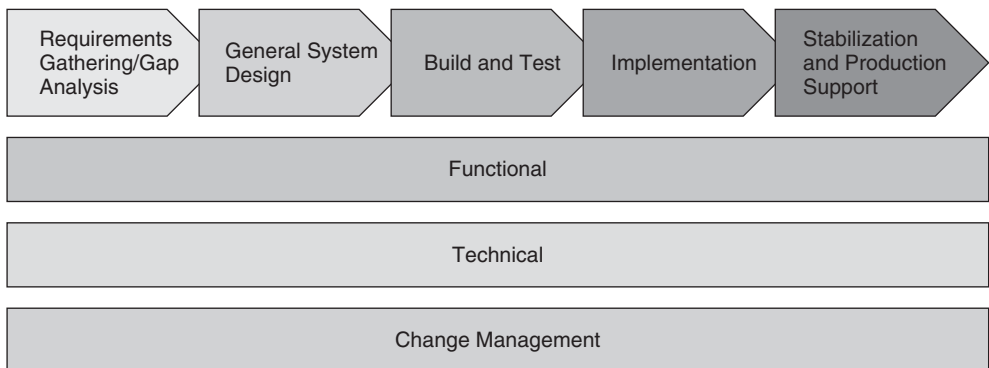 Requirements
Gathering/Gap
Analysis
General System
Design
Build and Test
Implementation
Stabilization
and Production
Support
Functional
Technical
Change Management